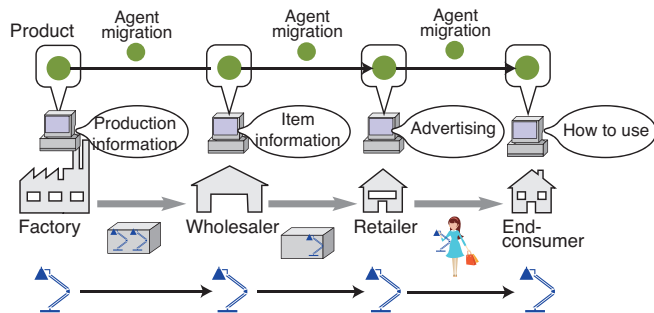 Product
Agent
migration
Agent
migration
Agent
migration
Production
information
Item
information
Advertising
How to use
Factory
Wholesaler
Retailer
End-
consumer